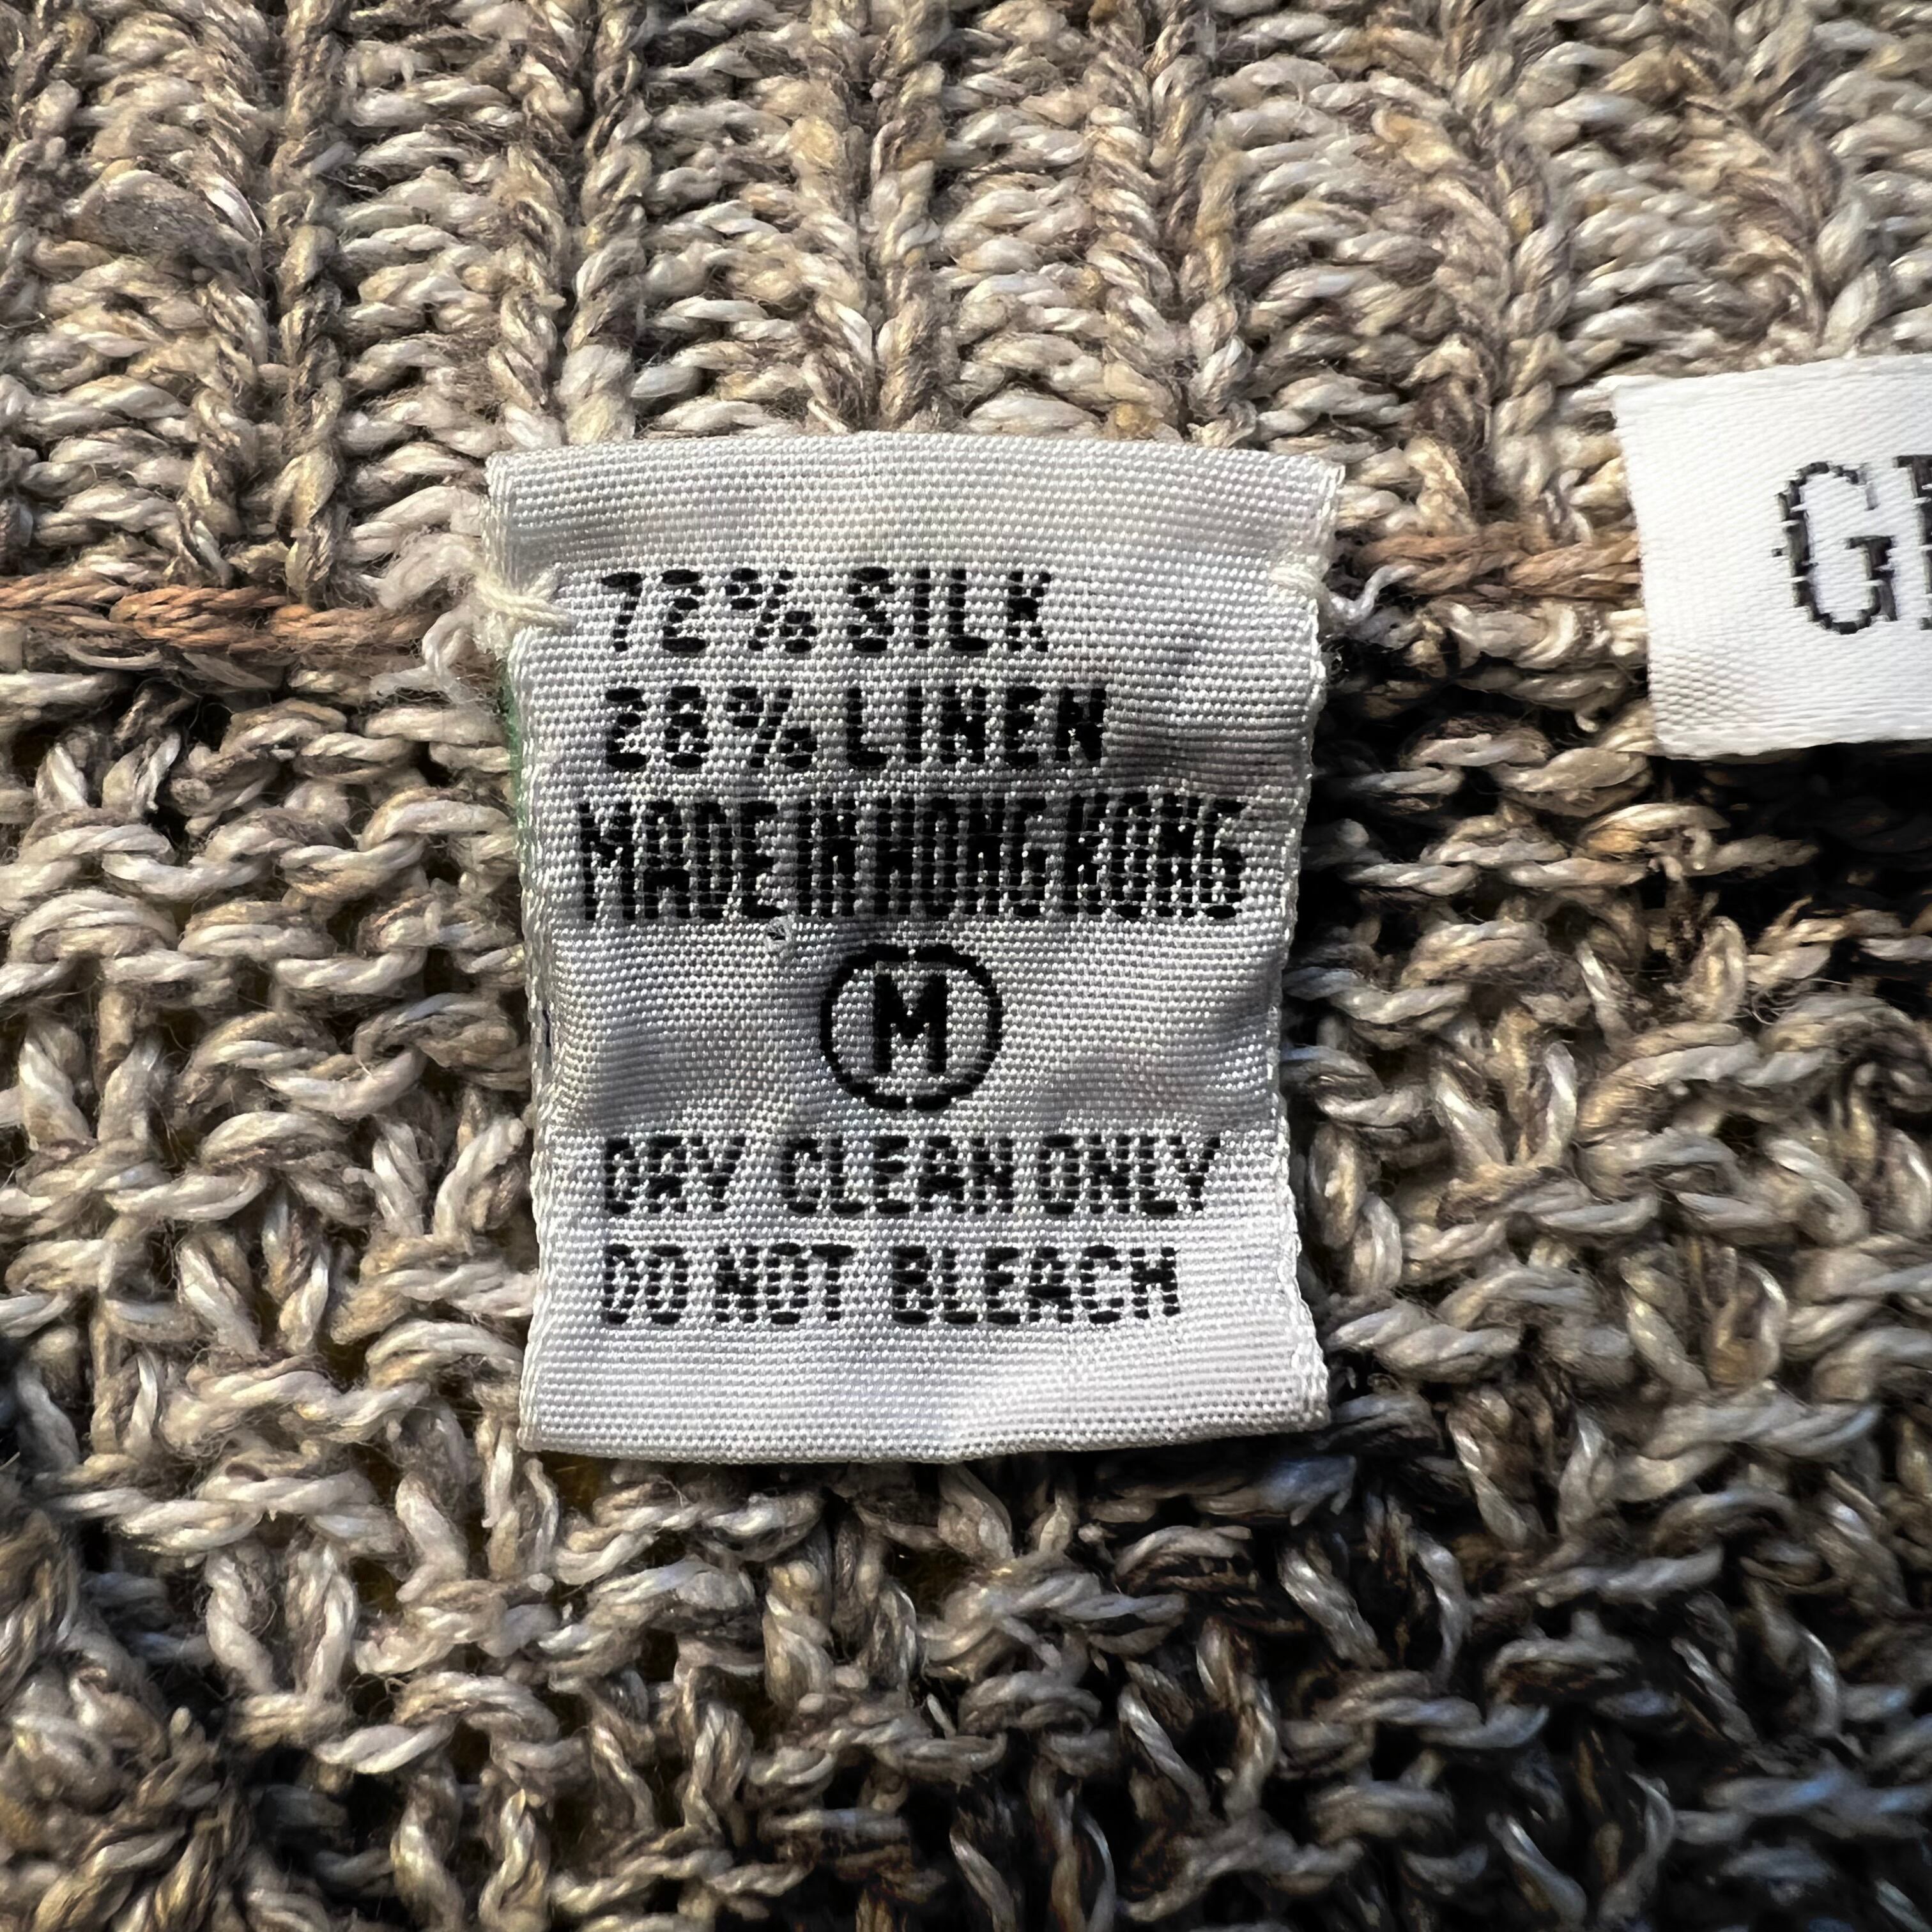 72% SILK
28% LINEN
MADE IN HONG KONG
M
DRY CLEAN ONLY
DO NOT BLEACH